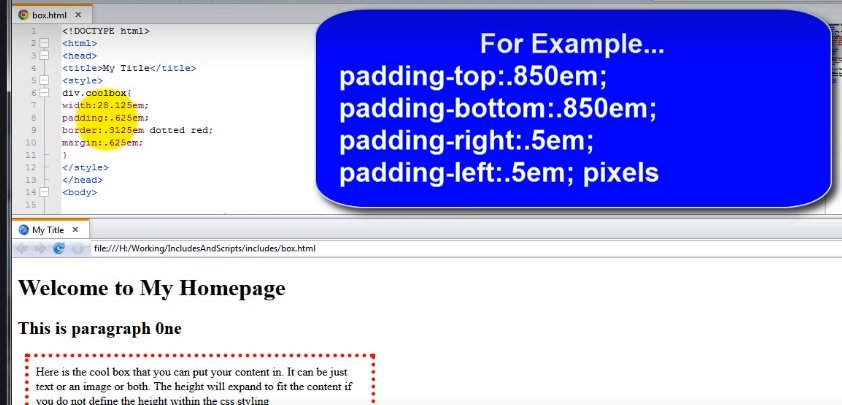 box.html
1 <!DOCTYPE html>
2 <html>
3 <head>
4 <title>My Title</title>
5 <style>
6 div.coolbox{
7 width:28.125em;
8 padding:.625em;
9 border:.3125em dotted red;
10 margin:.625em;
11 }
12 </style>
13 </head>
14 <body>
15
For Example...
padding-top:.850em;
padding-bottom:.850em;
padding-right:.5em;
padding-left:.5em; pixels
My Title
file:///H:/Working/IncludesAndScripts/includes/box.html
Welcome to My Homepage
This is paragraph 0ne
Here is the cool box that you can put your content in. It can be just
text or an image or both. The height will expand to fit the content if
you do not define the height within the css styling